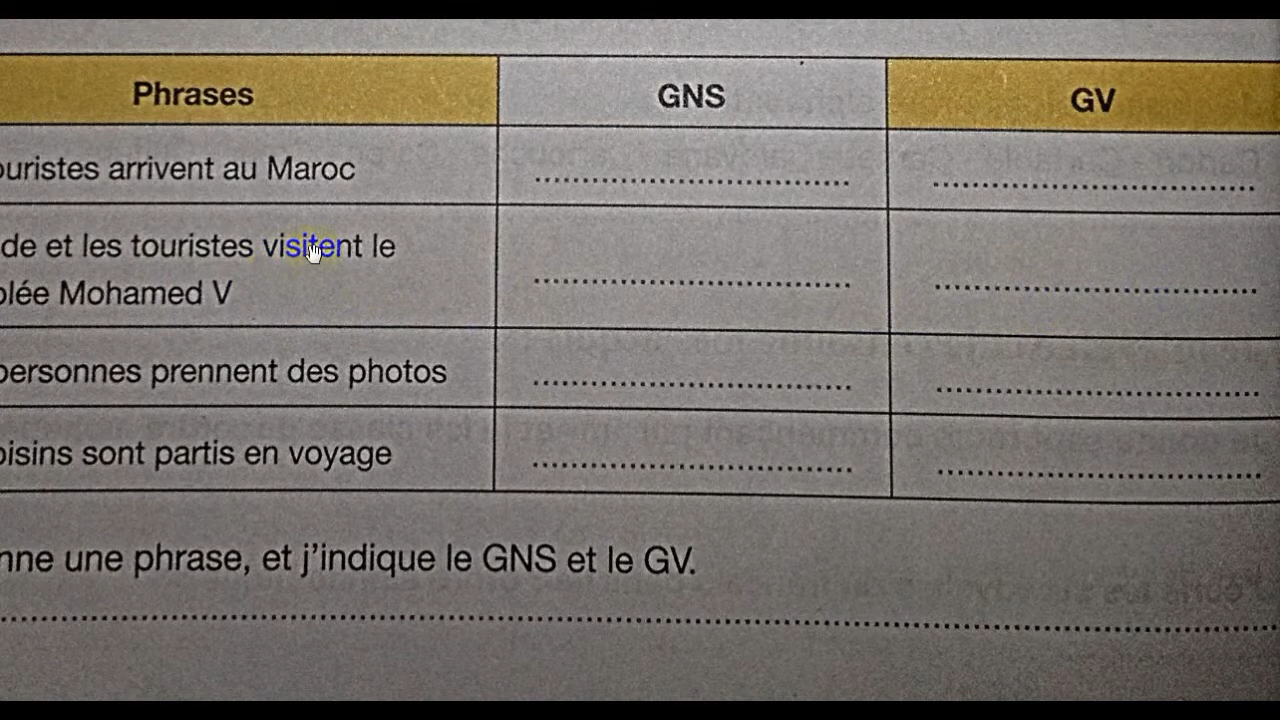 Phrases GNS GV
ouristes arrivent au Maroc
de et les touristes visitent le
olée Mohamed V
personnes prennent des photos
oisins sont partis en voyage
nne une phrase, et j'indique le GNS et le GV.